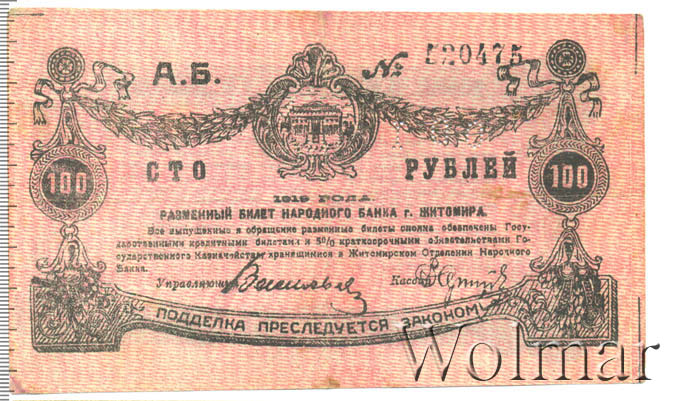 А.Б. № 520475
100 СТО РУБЛЕЙ 100
1919 ГОДА
РАЗМЕННЫЙ БИЛЕТ НАРОДНОГО БАНКА г. ЖИТОМИРА.
Все выпущенные в обращение разменные билеты сполна обеспечены Госу-
дарственными кредитными билетами и 5% краткосрочными обязательствами Го-
сударственного Казначейства хранящимися в Житомирском Отделении Народного
Банка.
Управляющий Кассир
ПОДДЕЛКА ПРЕСЛЕДУЕТСЯ ЗАКОНОМ
Wolmar